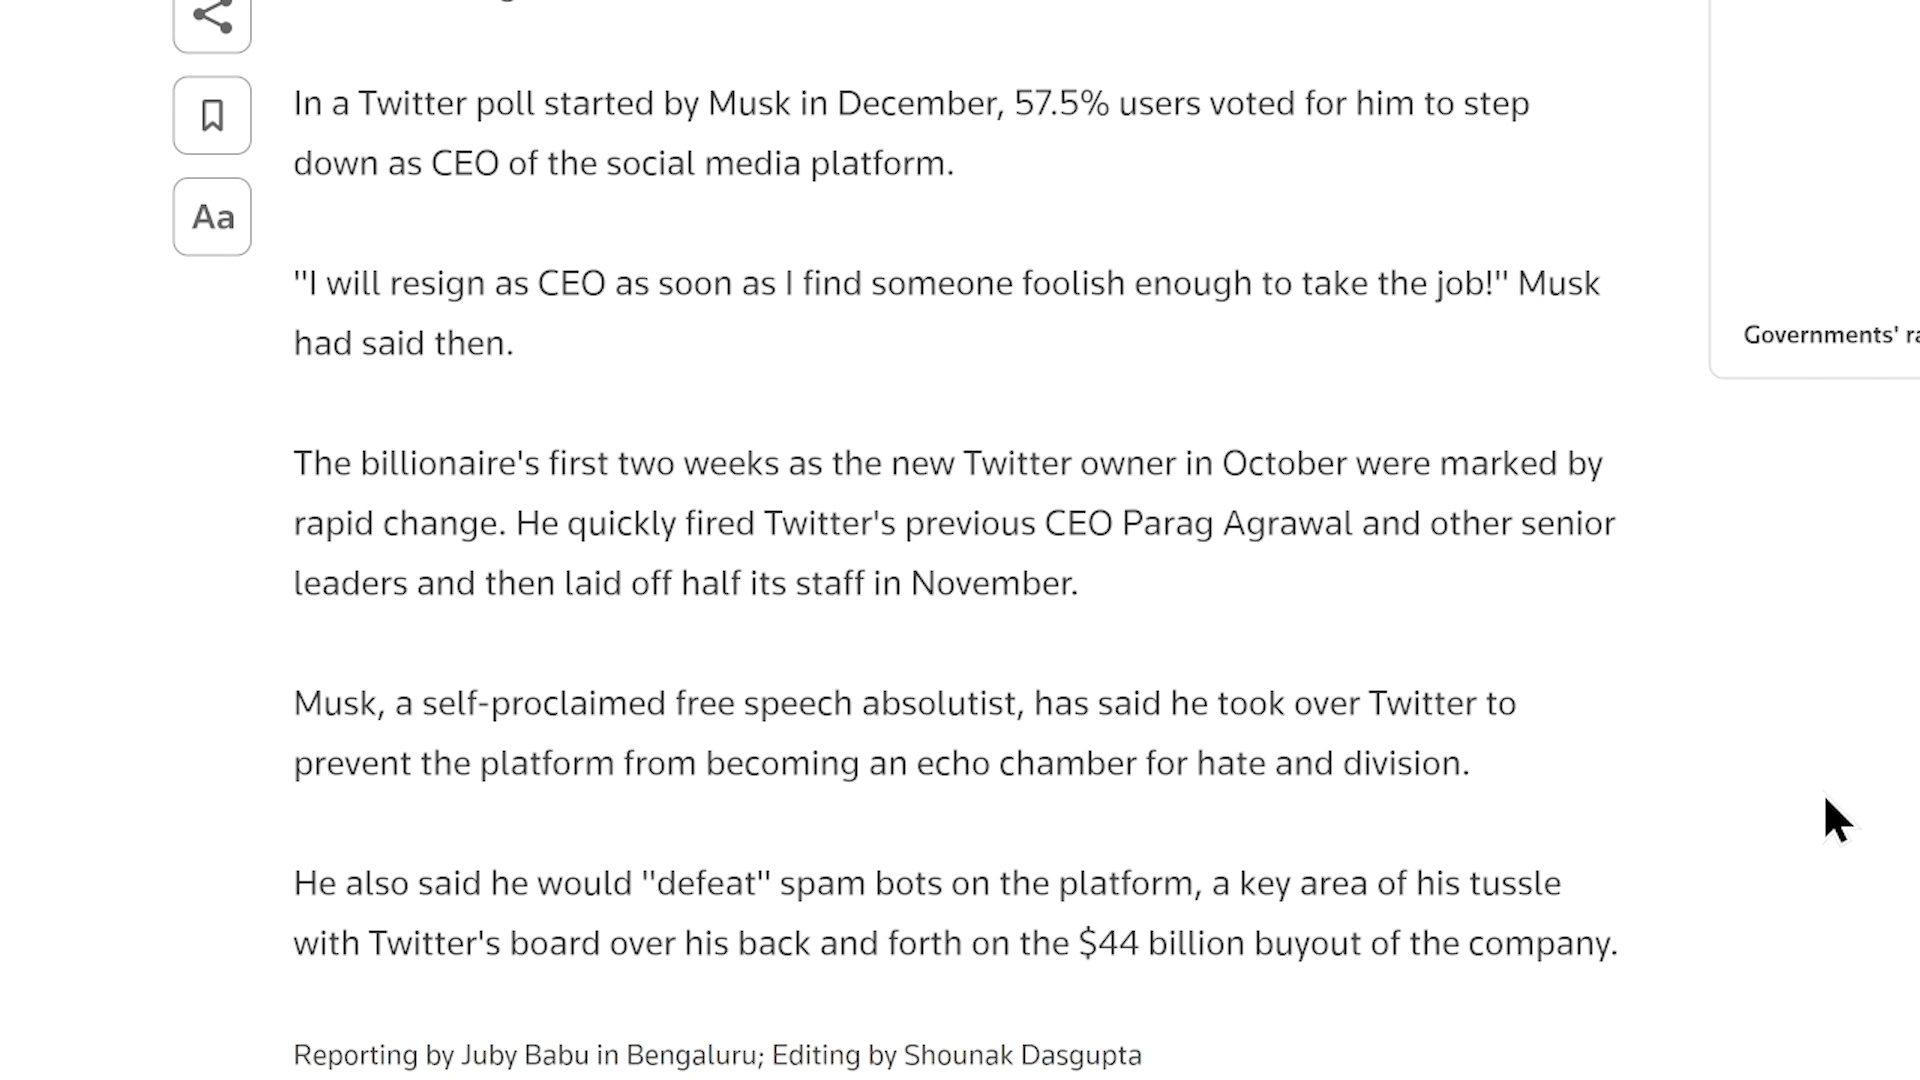 In a Twitter poll started by Musk in December, 57.5% users voted for him to step
down as CEO of the social media platform.
Aa
"I will resign as CEO as soon as I find someone foolish enough to take the job!" Musk
had said then.
Governments'
The billionaire's first two weeks as the new Twitter owner in October were marked by
rapid change. He quickly fired Twitter's previous CEO Parag Agrawal and other senior
leaders and then laid off half its staff in November.
Musk, a self-proclaimed free speech absolutist, has said he took over Twitter to
prevent the platform from becoming an echo chamber for hate and division.
He also said he would "defeat" spam bots on the platform, a key area of his tussle
with Twitter's board over his back and forth on the $44 billion buyout of the company.
Reporting by Juby Babu in Bengaluru; Editing by Shounak Dasgupta